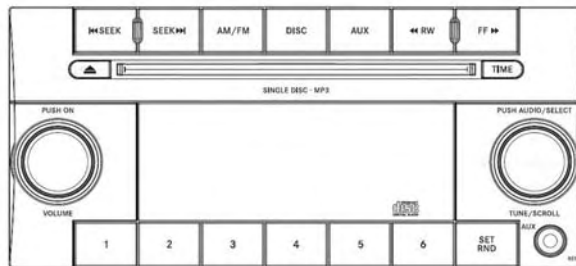 SEEK
SEEK
AM/FM
DISC
AUX
RW
FF
TIME
SINGLE DISC - MP3
PUSH ON
PUSH AUDIO/SELECT
disc
VOLUME
TUNE/SCROLL
1
2
3
4
5
6
SET
RND
AUX